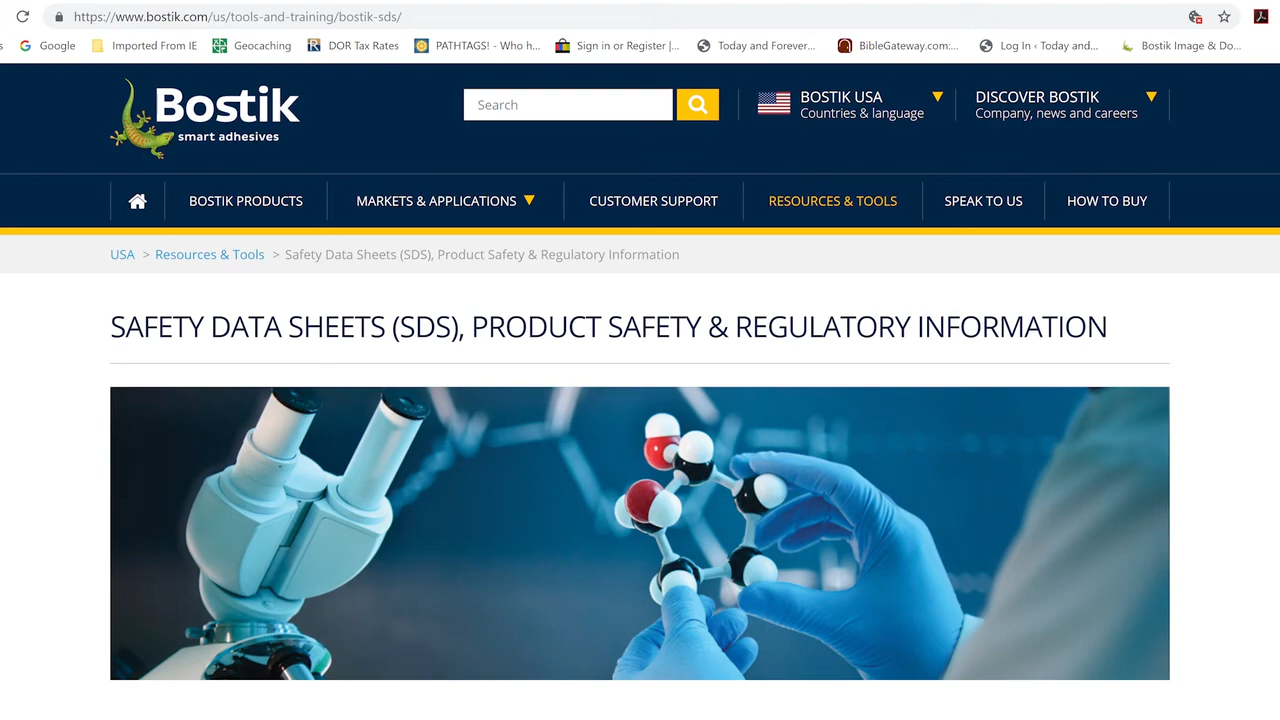 https://www.bostik.com/us/tools-and-training/bostik-sds/
s Google Imported From IE Geocaching DOR Tax Rates PATHTAGS! - Who h... Sign in or Register |... Today and Forever... BibleGateway.com:... Log In ‹ Today and... Bostik Image & Do...
Bostik
smart adhesives
Search
BOSTIK USA
Countries & language
DISCOVER BOSTIK
Company, news and careers
BOSTIK PRODUCTS MARKETS & APPLICATIONS CUSTOMER SUPPORT RESOURCES & TOOLS SPEAK TO US HOW TO BUY
USA > Resources & Tools > Safety Data Sheets (SDS), Product Safety & Regulatory Information
SAFETY DATA SHEETS (SDS), PRODUCT SAFETY & REGULATORY INFORMATION